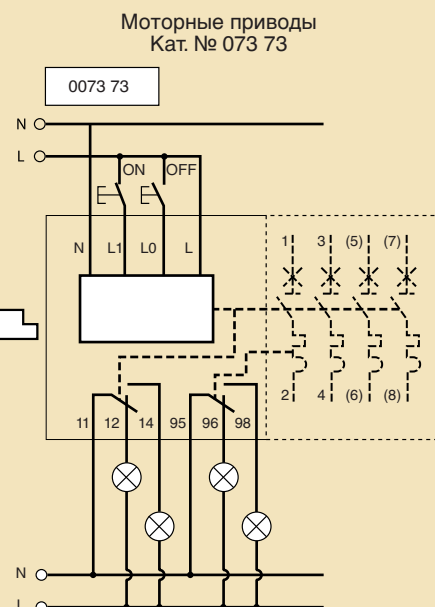 Моторные приводы
Кат. № 073 73
0073 73
N
L
ON OFF
N L1 L0 L
1 3 (5) (7)
2 4 (6) (8)
11 12 14 95 96 98
N
L